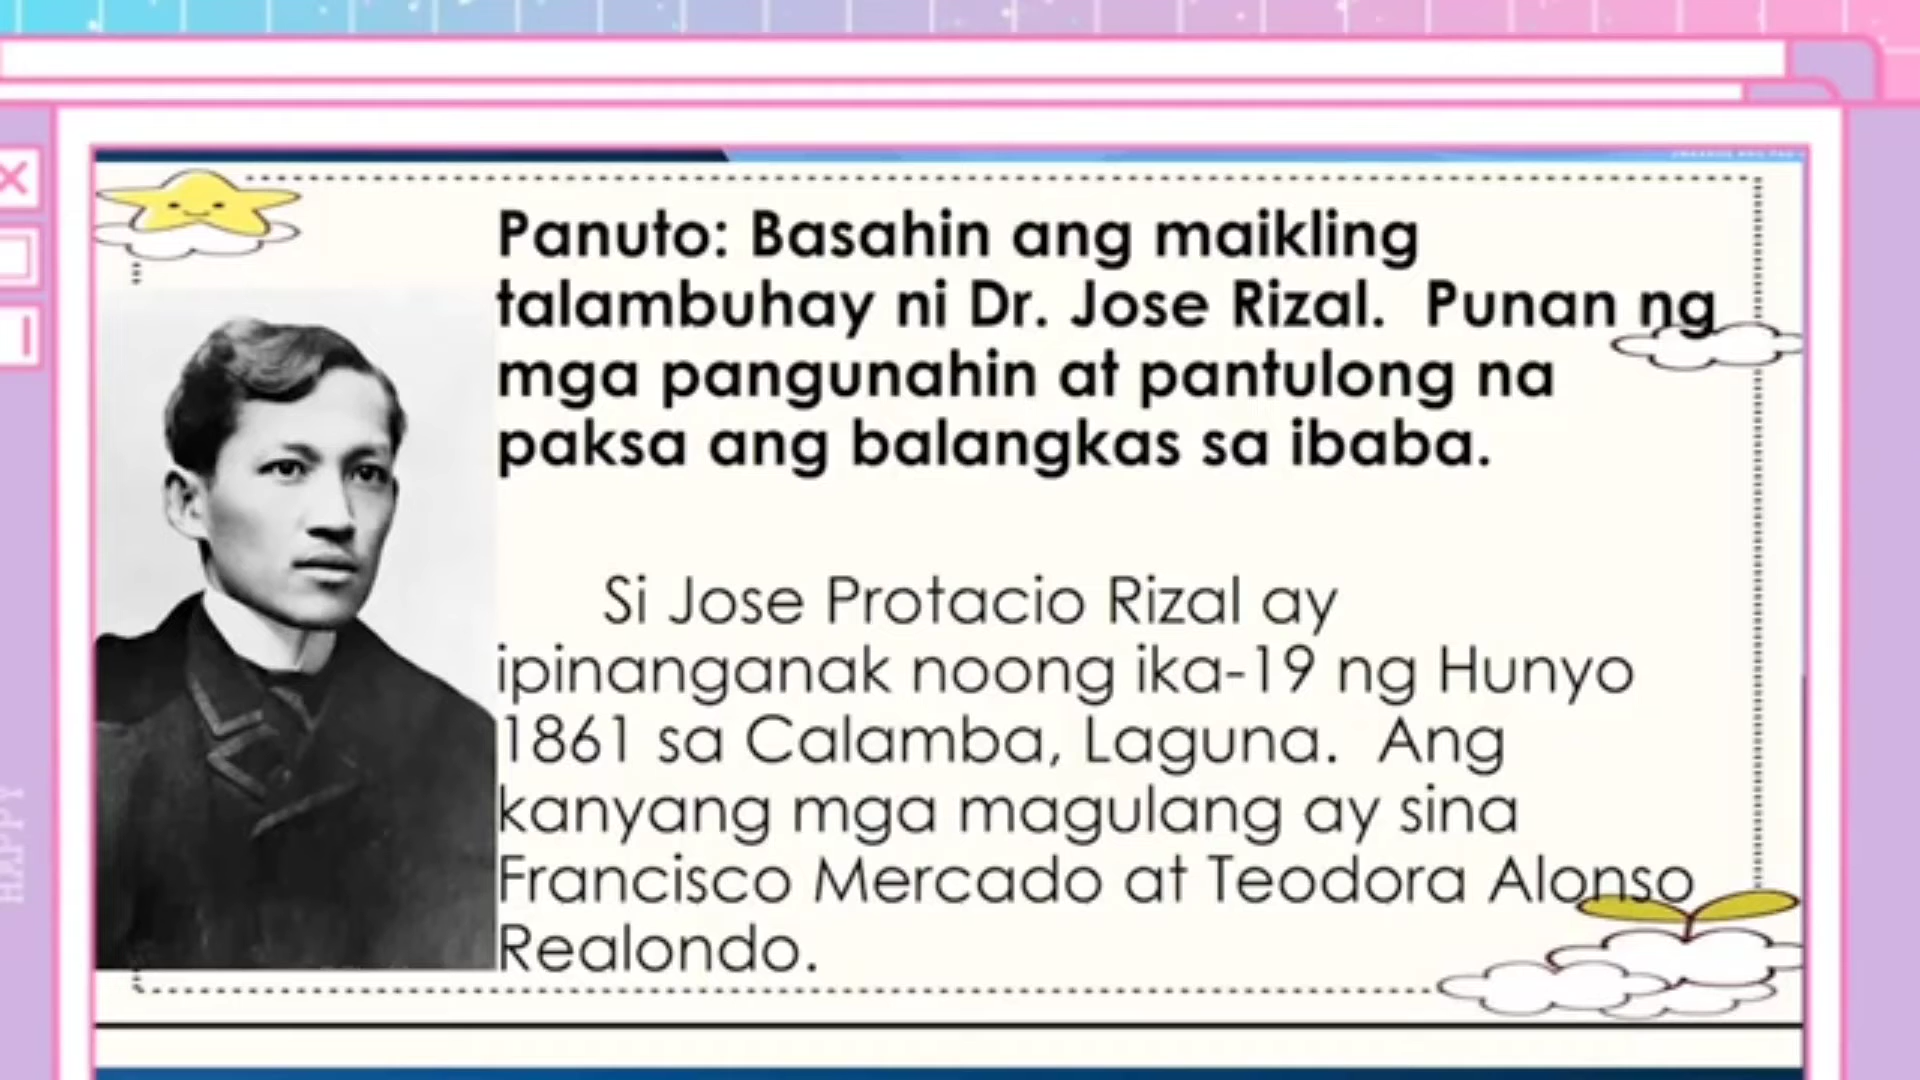 Panuto: Basahin ang maikling
talambuhay ni Dr. Jose Rizal. Punan ng
mga pangunahin at pantulong na
paksa ang balangkas sa ibaba.
Si Jose Protacio Rizal ay
ipinanganak noong ika-19 ng Hunyo
1861 sa Calamba, Laguna. Ang
kanyang mga magulang ay sina
Francisco Mercado at Teodora Alonso
Realondo.
HAPPY